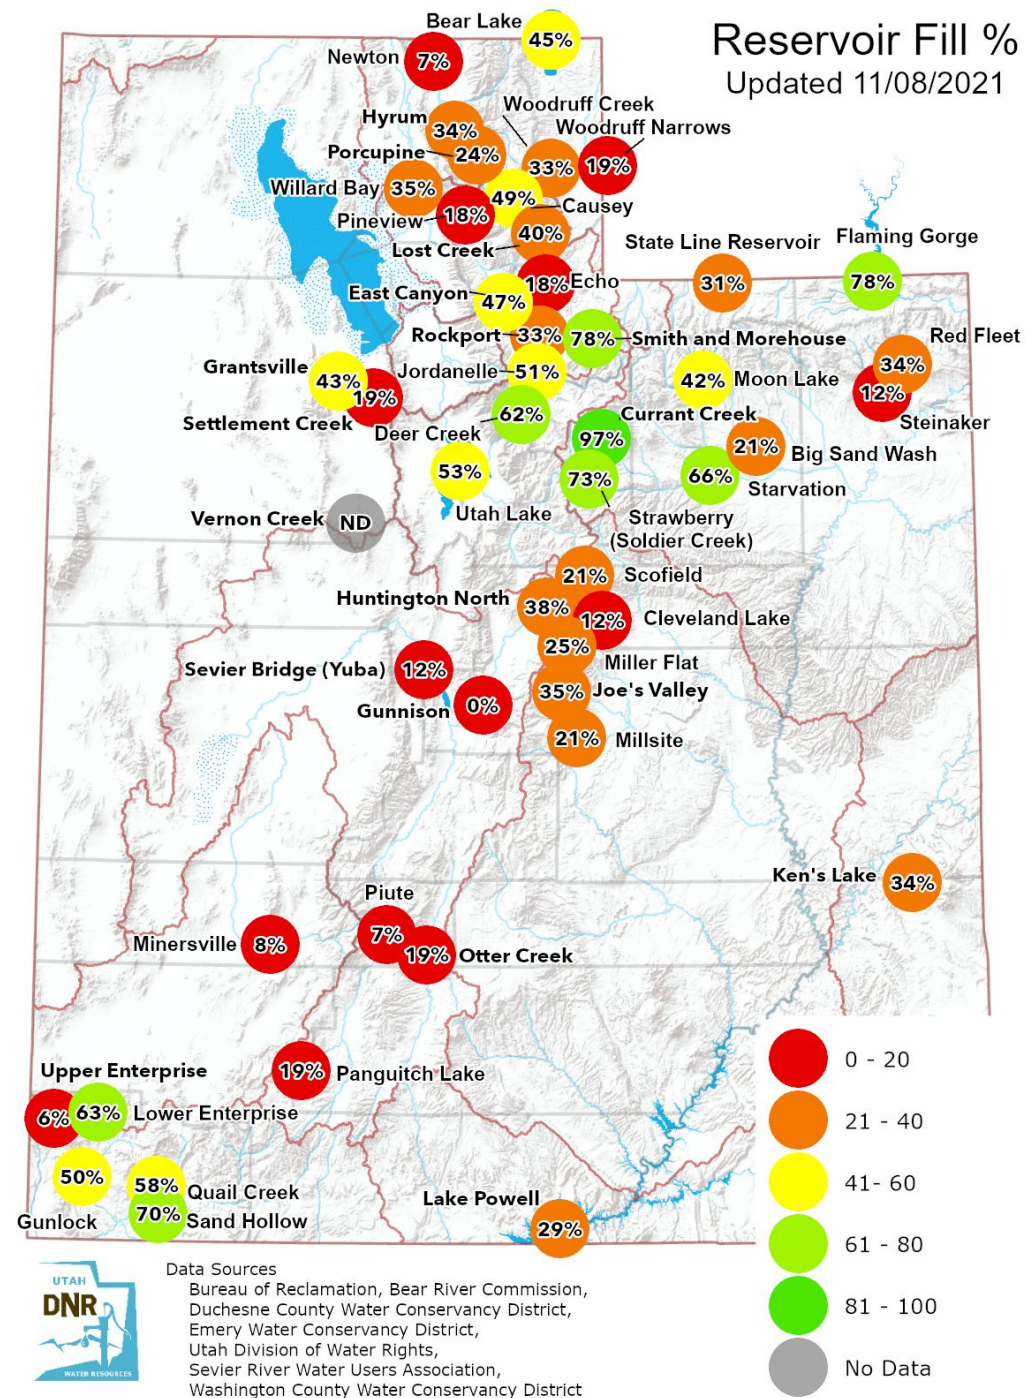 Reservoir Fill %
Updated 11/08/2021
Bear Lake
45%
Newton
7%
Woodruff Creek
33%
Woodruff Narrows
19%
Hyrum
34%
Porcupine
24%
Willard Bay
35%
Pineview
18%
49%
Causey
Lost Creek
40%
State Line Reservoir
31%
Flaming Gorge
78%
18%
Echo
East Canyon
47%
Rockport
33%
78%
Smith and Morehouse
Red Fleet
34%
Grantsville
43%
Jordanelle
51%
42%
Moon Lake
12%
Steinaker
19%
Settlement Creek
Deer Creek
62%
Currant Creek
97%
21%
Big Sand Wash
53%
Utah Lake
73%
Strawberry
(Soldier Creek)
66%
Starvation
Vernon Creek
ND
21%
Scofield
Huntington North
38%
12%
Cleveland Lake
25%
Miller Flat
Sevier Bridge (Yuba)
12%
35%
Joe's Valley
Gunnison
0%
21%
Millsite
Ken's Lake
34%
Piute
7%
Minersville
8%
19%
Otter Creek
19%
Panguitch Lake
Upper Enterprise
6%
63%
Lower Enterprise
50%
Gunlock
58%
Quail Creek
70%
Sand Hollow
Lake Powell
29%
0 - 20
21 - 40
41- 60
61 - 80
81 - 100
No Data
UTAH
DNR
WATER RESOURCES
Data Sources
Bureau of Reclamation, Bear River Commission,
Duchesne County Water Conservancy District,
Emery Water Conservancy District,
Utah Division of Water Rights,
Sevier River Water Users Association,
Washington County Water Conservancy District